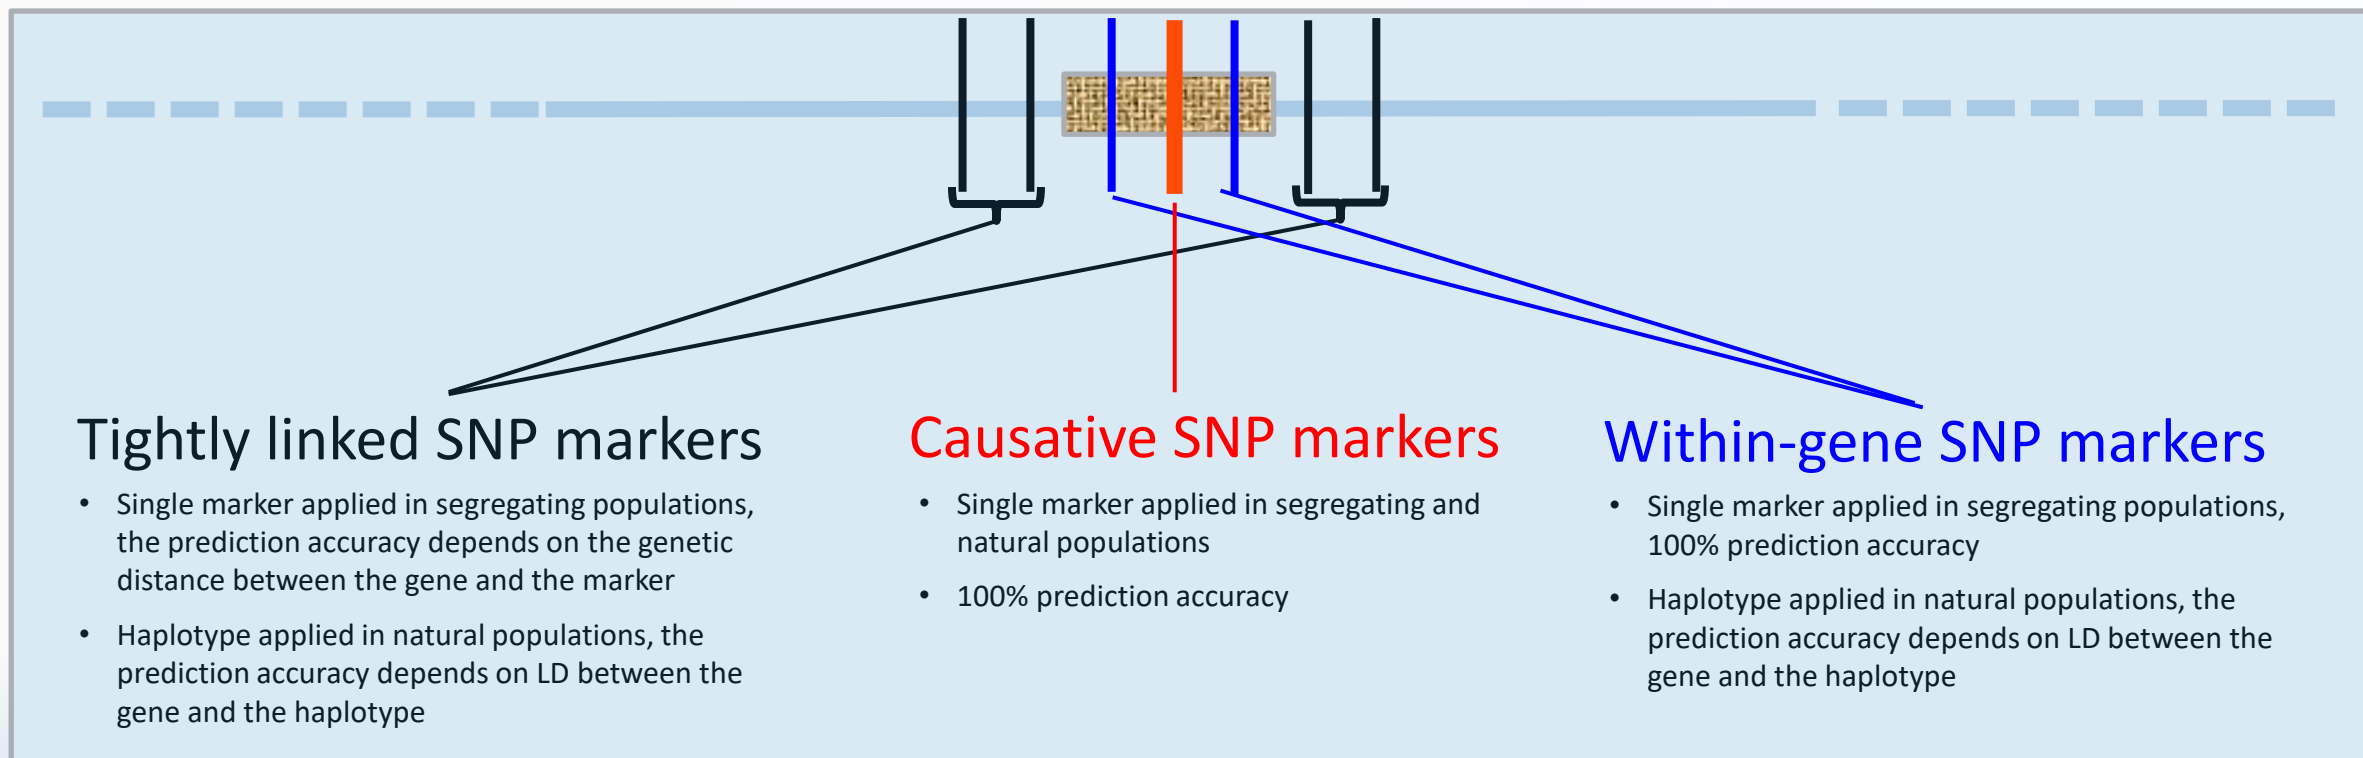 Tightly linked SNP markers
• Single marker applied in segregating populations,
the prediction accuracy depends on the genetic
distance between the gene and the marker
• Haplotype applied in natural populations, the
prediction accuracy depends on LD between the
gene and the haplotype
Causative SNP markers
• Single marker applied in segregating and
natural populations
• 100% prediction accuracy
Within-gene SNP markers
• Single marker applied in segregating populations,
100% prediction accuracy
• Haplotype applied in natural populations, the
prediction accuracy depends on LD between the
gene and the haplotype